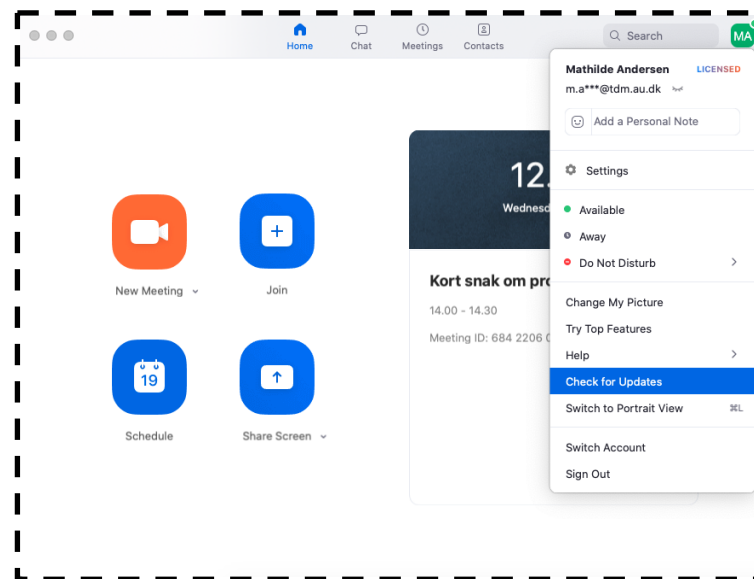 Home
Chat
Meetings
Contacts
Search
MA
Mathilde Andersen LICENSED
m.a***@tdm.au.dk
Add a Personal Note
Settings
Available
Away
Do Not Disturb
Change My Picture
Try Top Features
Help
Check for Updates
Switch to Portrait View ⌘L
Switch Account
Sign Out
New Meeting
Join
19
Schedule
Share Screen
12.
Kort snak om
14.00 - 14.30
Meeting ID: 684 2206